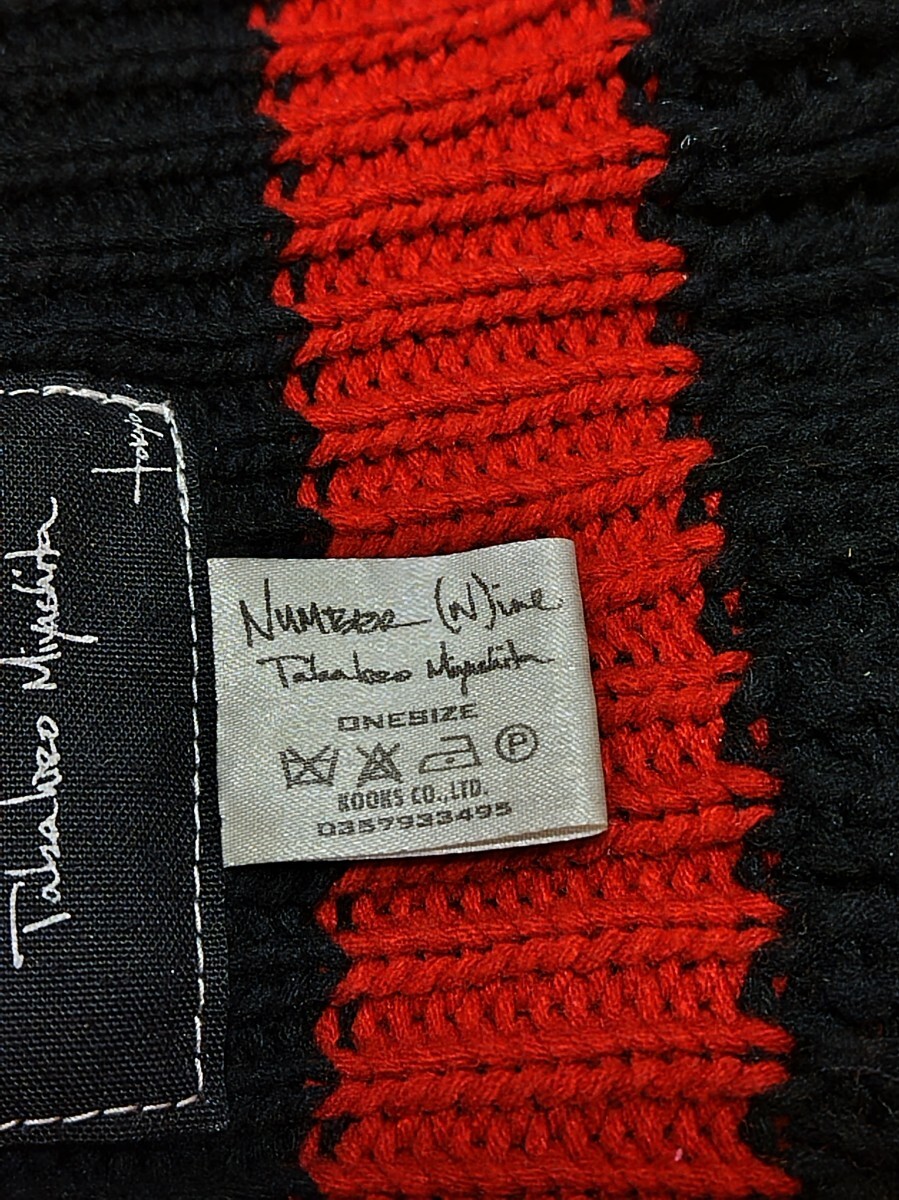 Takahiro Miyashita
tokyo
NUMBER (N)ine
Takahiro Miyashita
ONESIZE
P
KOOKS CO.,LTD.
0357933495